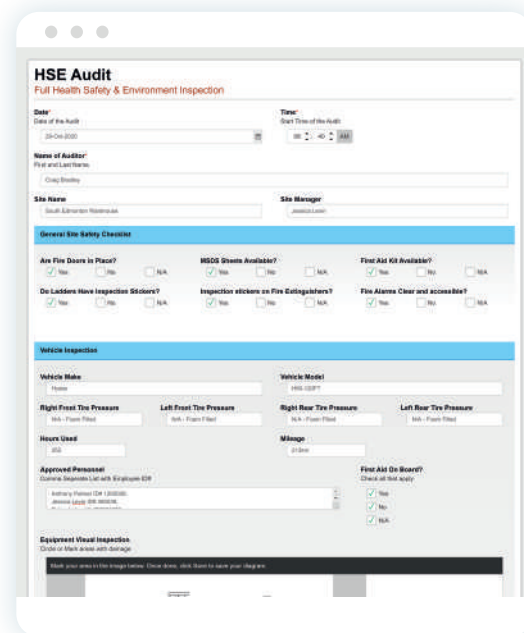 HSE Audit
Full Health Safety & Environment Inspection
Date* Time*
Date of the Audit Start Time of the Audit
29-Oct-2020 AM
Name of Auditor*
First and Last Name
Craig Bradley
Site Name Site Manager
South Edmonton Warehouse
General Site Safety Checklist
Are Fire Doors in Place? MSDS Sheets Available? First Aid Kit Available?
Yes No N/A Yes No N/A Yes No N/A
Do Ladders Have Inspection Stickers? Inspection stickers on Fire Extinguishers? Fire Alarms Clear and accessible?
Yes No N/A Yes No N/A Yes No N/A
Vehicle Inspection
Vehicle Make Vehicle Model
Right Front Tire Pressure Left Front Tire Pressure Right Rear Tire Pressure Left Rear Tire Pressure
N/A - Foam Filled N/A - Foam Filled N/A - Foam Filled N/A - Foam Filled
Hours Used Mileage
Approved Personnel First Aid On Board?
Comma Seperate List with Employee ID# Check all that apply
Yes
No
N/A
Equipment Visual Inspection
Circle or Mark areas with damage
Mark your area in the image below. Once done, click Save to save your diagram.